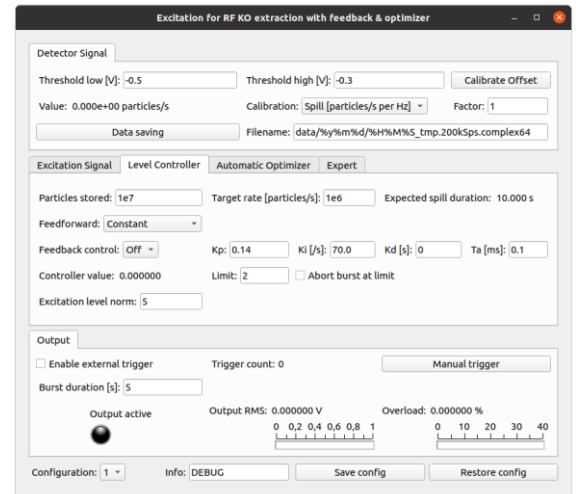 Excitation for RF KO extraction with feedback & optimizer
Detector Signal
Threshold low [V]: -0.5 Threshold high [V]: -0.3 Calibrate Offset
Value: 0.000e+00 particles/s Calibration: Spill [particles/s per Hz] Factor: 1
Data saving Filename: data/%y%m%d/%H%M%S_tmp.200kSps.complex64
Excitation Signal Level Controller Automatic Optimizer Expert
Particles stored: 1e7 Target rate [particles/s]: 1e6 Expected spill duration: 10.000 s
Feedforward: Constant
Feedback control: Off Kp: 0.14 Ki [/s]: 70.0 Kd [s]: 0 Ta [ms]: 0.1
Controller value: 0.000000 Limit: 2 Abort burst at limit
Excitation level norm: 5
Output
Enable external trigger Trigger count: 0 Manual trigger
Burst duration [s]: 5
Output active Output RMS: 0.000000 V Overload: 0.000000 %
0 0,2 0,4 0,6 0,8 1 0 10 20 30 40
Configuration: 1 Info: DEBUG Save config Restore config